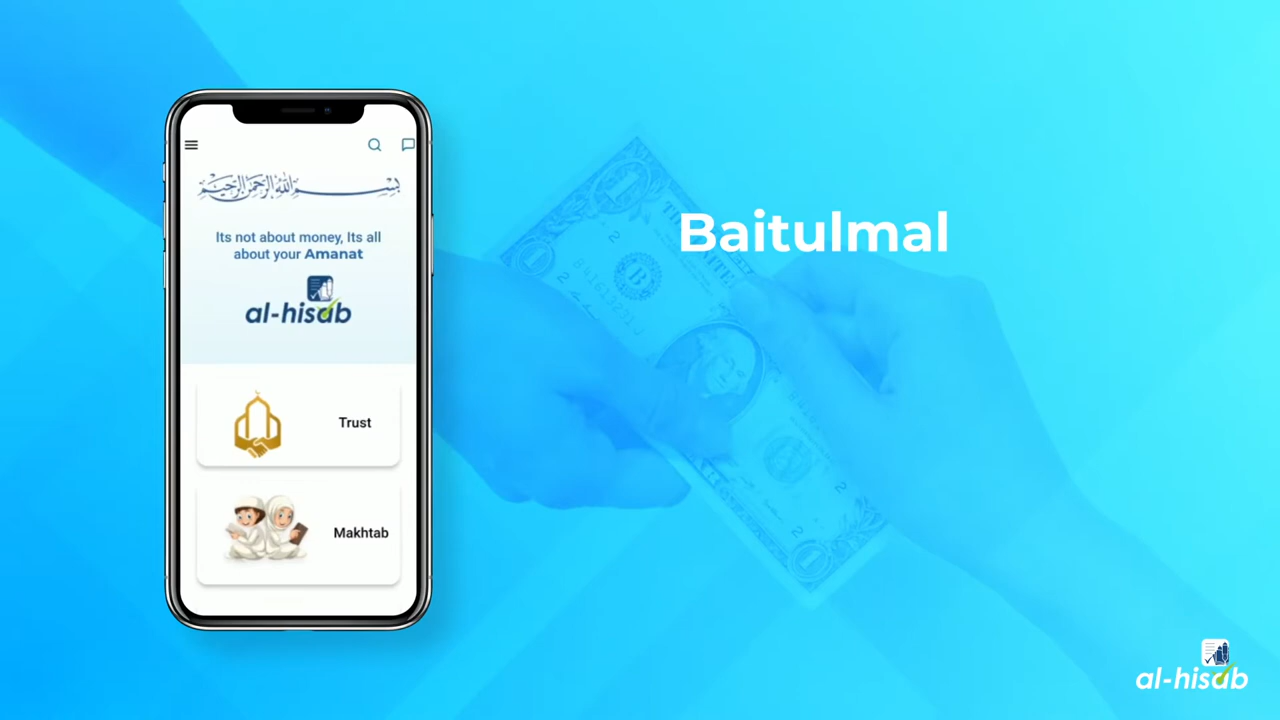 بسم الله الرحمن الرحيم
Its not about money, Its all
about your Amanat
al-hisab
Trust
Makhtab
Baitulmal
al-hisab